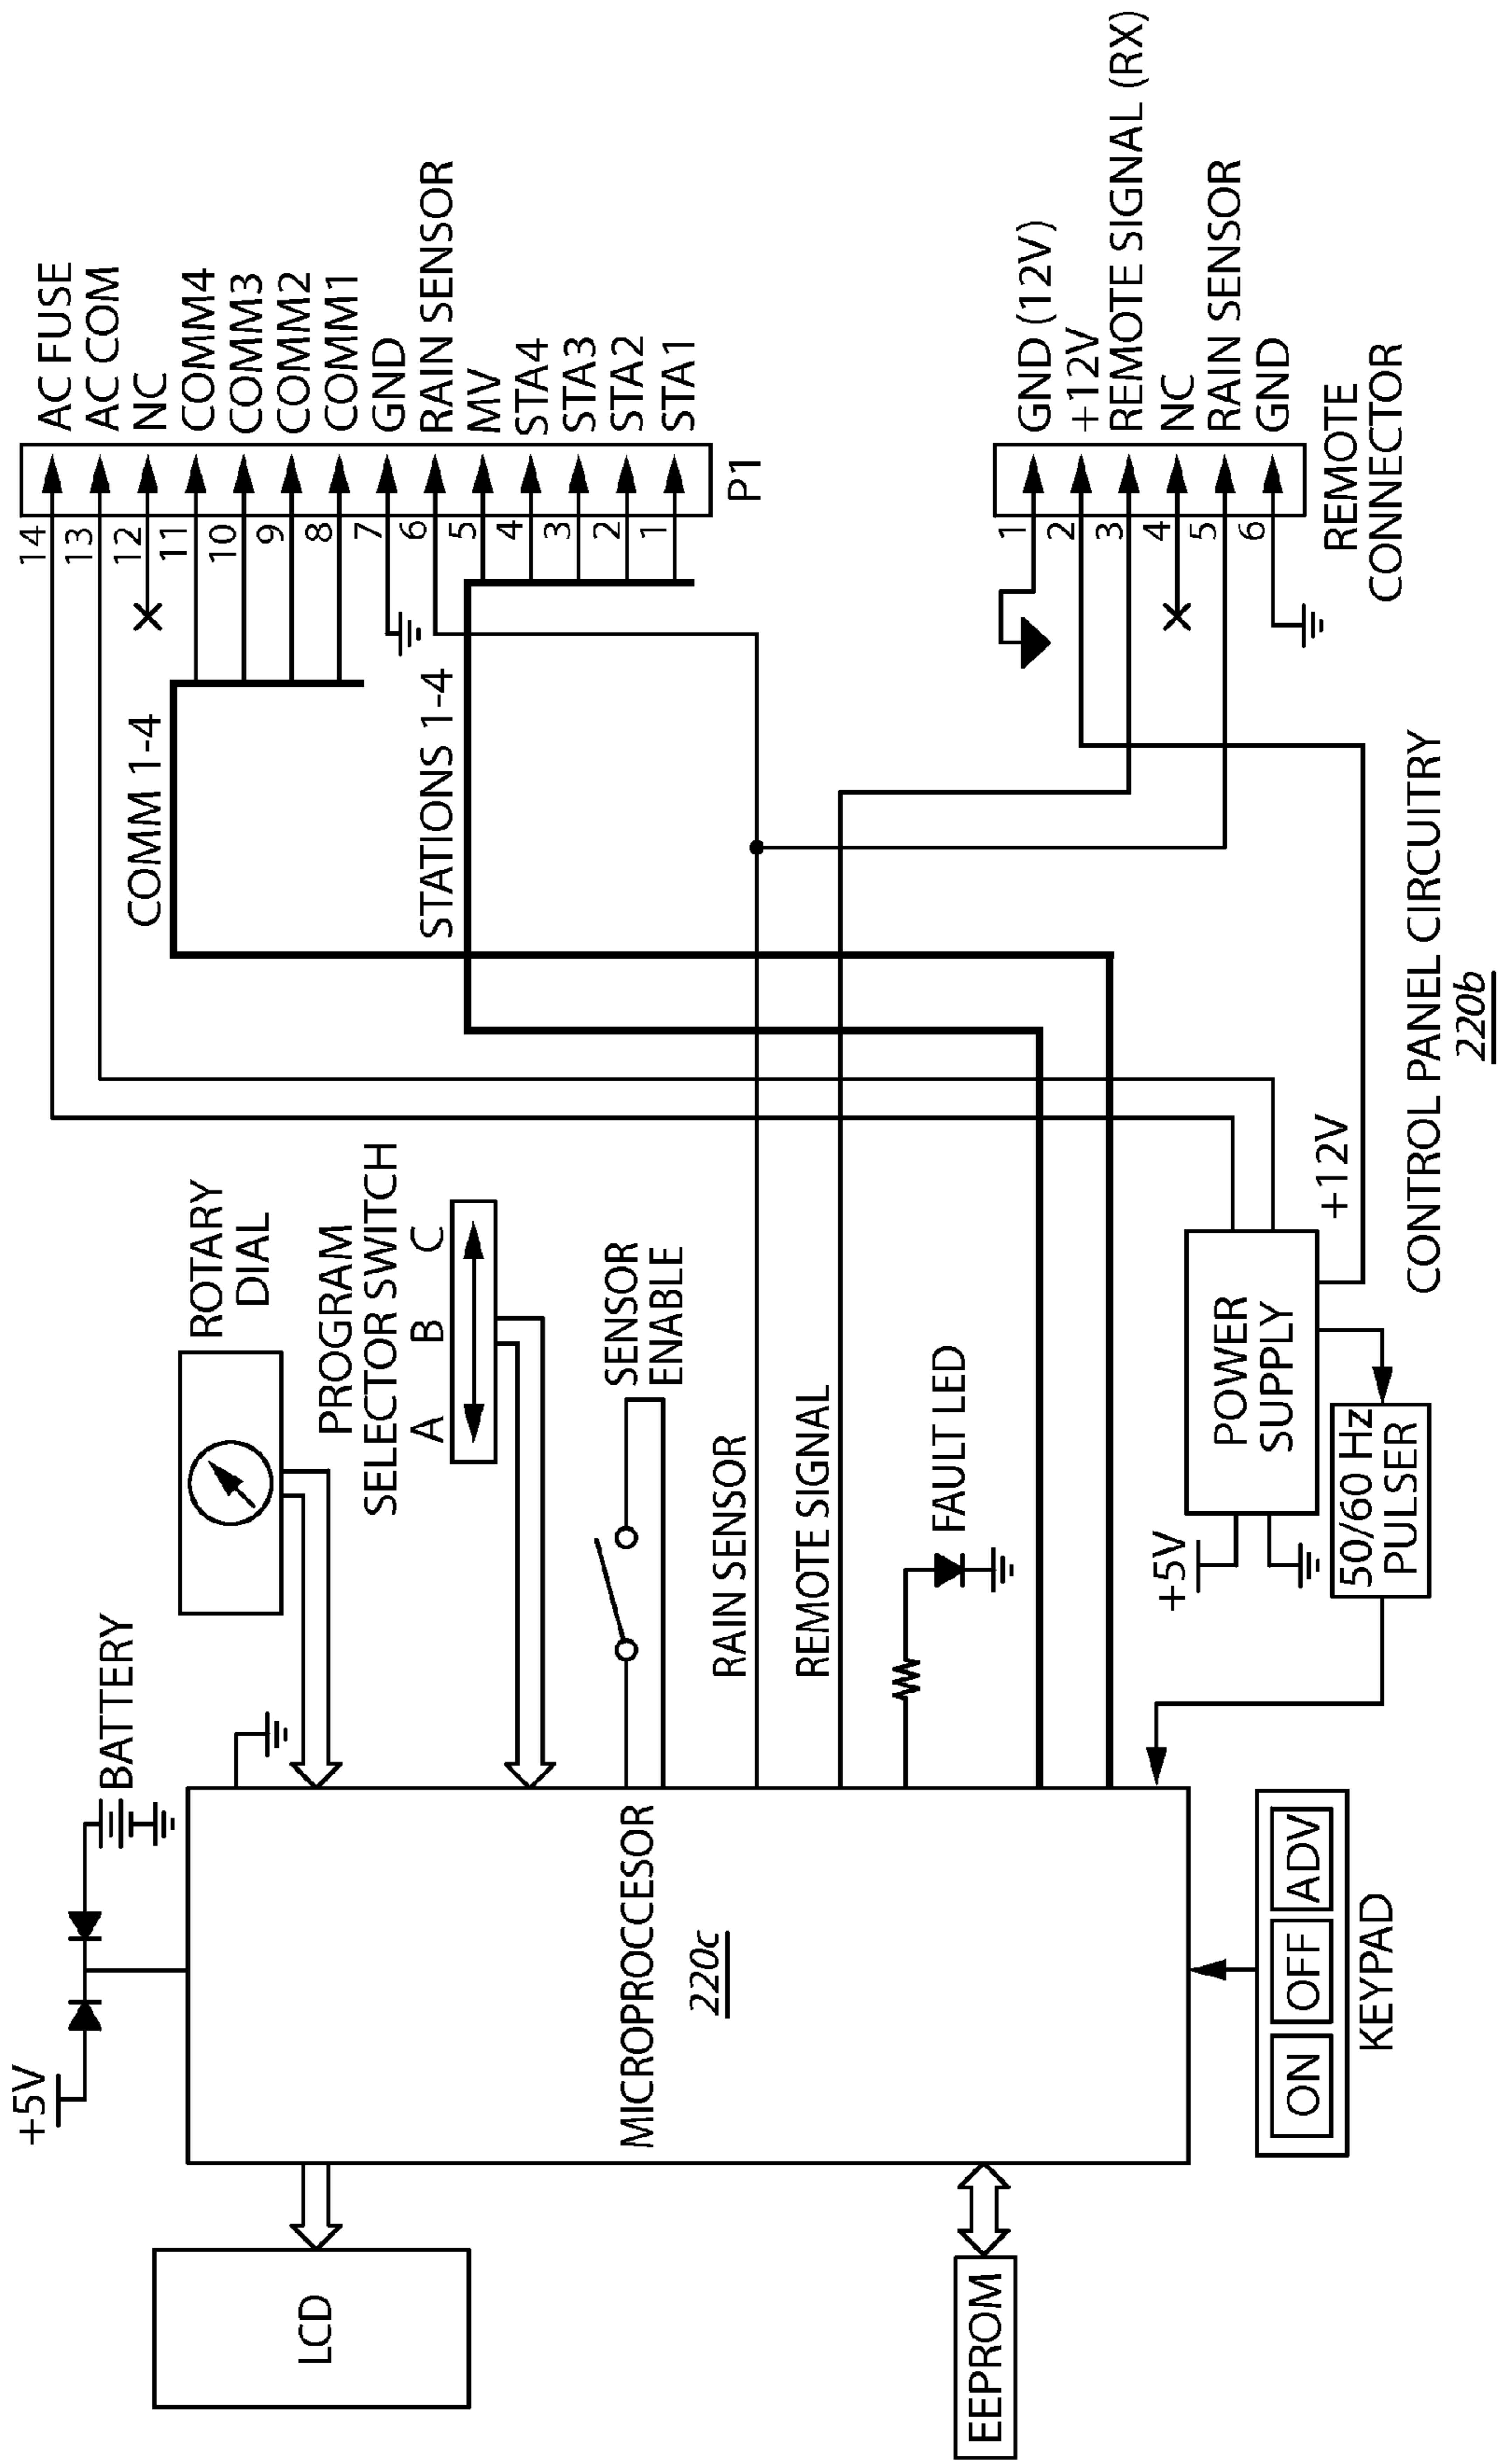 +5V
BATTERY
ROTARY
DIAL
PROGRAM
SELECTOR SWITCH
A B C
SENSOR
ENABLE
RAIN SENSOR
REMOTE SIGNAL
FAULT LED
LCD
EEPROM
MICROPROCCESOR
220c
ON OFF ADV
KEYPAD
+5V
POWER
SUPPLY
+12V
50/60 Hz
PULSER
COMM 1-4
STATIONS 1-4
14 AC FUSE
13 AC COM
12 NC
11 COMM4
10 COMM3
9 COMM2
8 COMM1
7 GND
6 RAIN SENSOR
5 MV
4 STA4
3 STA3
2 STA2
1 STA1
P1
1 GND (12V)
2 +12V
3 REMOTE SIGNAL (RX)
4 NC
5 RAIN SENSOR
6 GND
REMOTE
CONNECTOR
CONTROL PANEL CIRCUITRY
220b